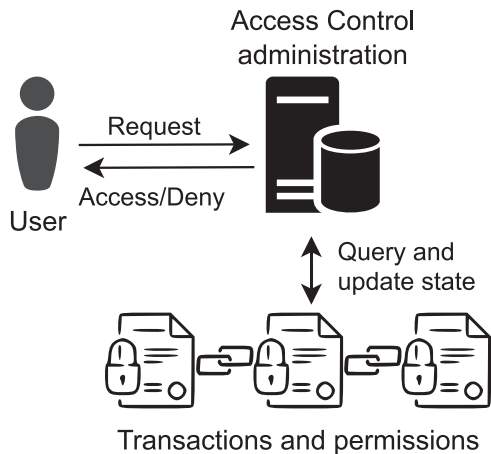 Access Control
administration
Request
Access/Deny
User
Query and
update state
Transactions and permissions